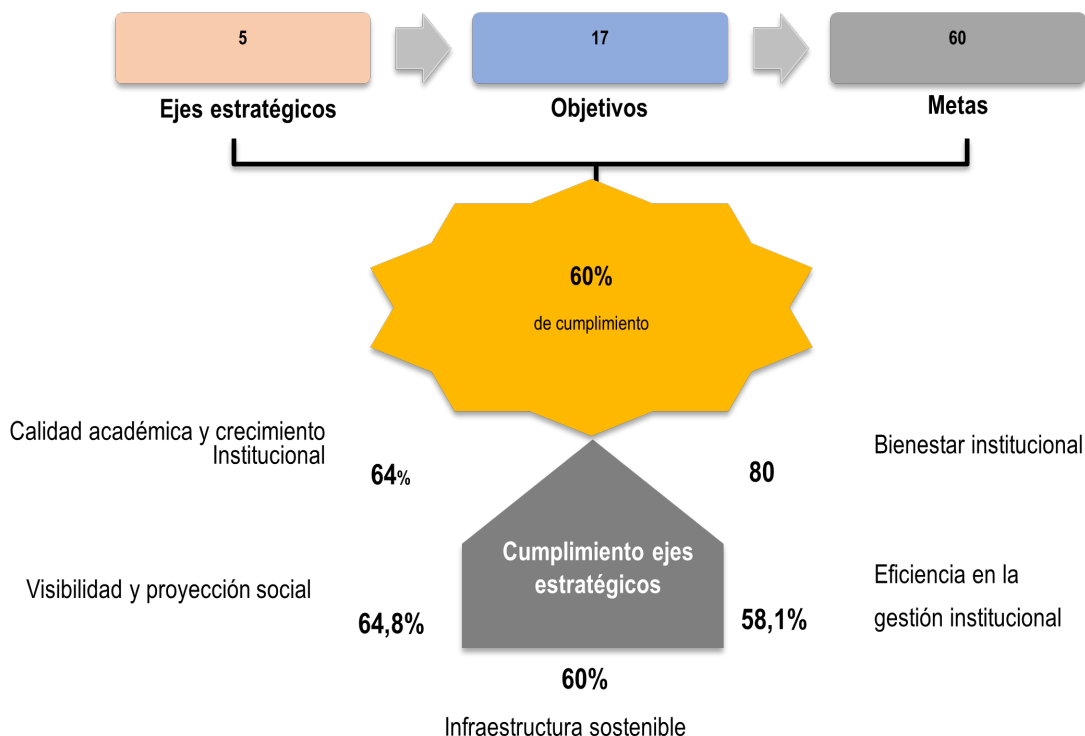 5
17
60
Ejes estratégicos
Objetivos
Metas
60%
de cumplimiento
Calidad académica y crecimiento
Institucional
64%
80
Bienestar institucional
Cumplimiento ejes
estratégicos
Visibilidad y proyección social
64,8%
58,1%
Eficiencia en la
gestión institucional
60%
Infraestructura sostenible